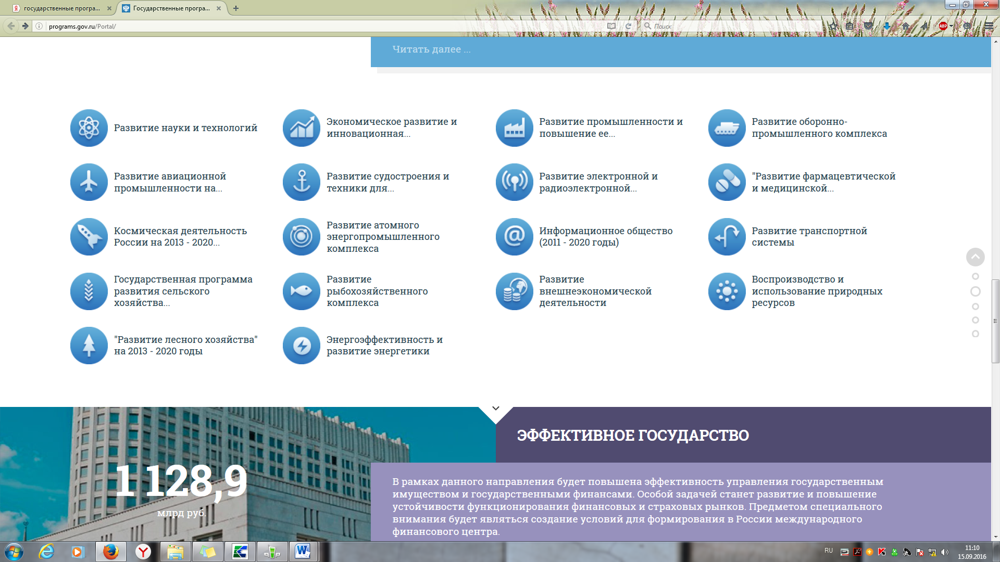 государственные програ...
Государственные програ...
programs.gov.ru/Portal/
Поиск
ABP
Читать далее ...
Развитие науки и технологий
Экономическое развитие и
инновационная...
Развитие промышленности и
повышение ее...
Развитие оборонно-
промышленного комплекса
Развитие авиационной
промышленности на...
Развитие судостроения и
техники для...
Развитие электронной и
радиоэлектронной...
"Развитие фармацевтической
и медицинской...
Космическая деятельность
России на 2013 - 2020...
Развитие атомного
энергопромышленного
комплекса
Информационное общество
(2011 - 2020 годы)
Развитие транспортной
системы
Государственная программа
развития сельского
хозяйства...
Развитие
рыбохозяйственного
комплекса
Развитие
внешнеэкономической
деятельности
Воспроизводство и
использование природных
ресурсов
"Развитие лесного хозяйства"
на 2013 - 2020 годы
Энергоэффективность и
развитие энергетики
ЭФФЕКТИВНОЕ ГОСУДАРСТВО
1 128,9
млрд руб.
В рамках данного направления будет повышена эффективность управления государственным
имуществом и государственными финансами. Особой задачей станет развитие и повышение
устойчивости функционирования финансовых и страховых рынков. Предметом специального
внимания будет являться создание условий для формирования в России международного
финансового центра.
RU
11:10
15.09.2016